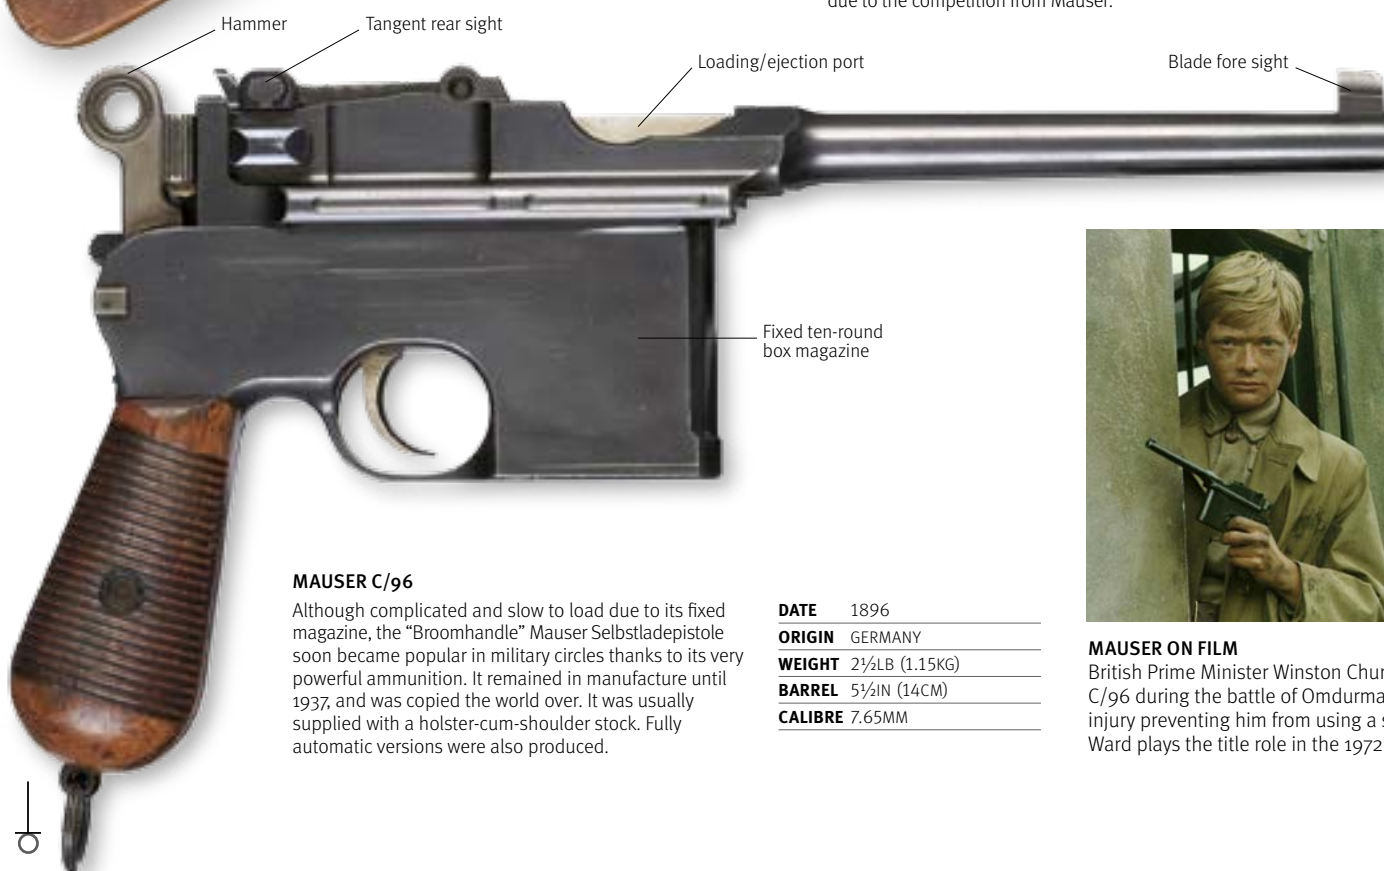 due to the competition from Mauser.
Hammer
Tangent rear sight
Loading/ejection port
Blade fore sight
Fixed ten-round
box magazine
MAUSER C/96
Although complicated and slow to load due to its fixed
magazine, the “Broomhandle” Mauser Selbstladepistole
soon became popular in military circles thanks to its very
powerful ammunition. It remained in manufacture until
1937, and was copied the world over. It was usually
supplied with a holster-cum-shoulder stock. Fully
automatic versions were also produced.
DATE 1896
ORIGIN GERMANY
WEIGHT 2½LB (1.15KG)
BARREL 5½IN (14CM)
CALIBRE 7.65MM
MAUSER ON FILM
British Prime Minister Winston Chur
C/96 during the battle of Omdurma
injury preventing him from using a s
Ward plays the title role in the 1972